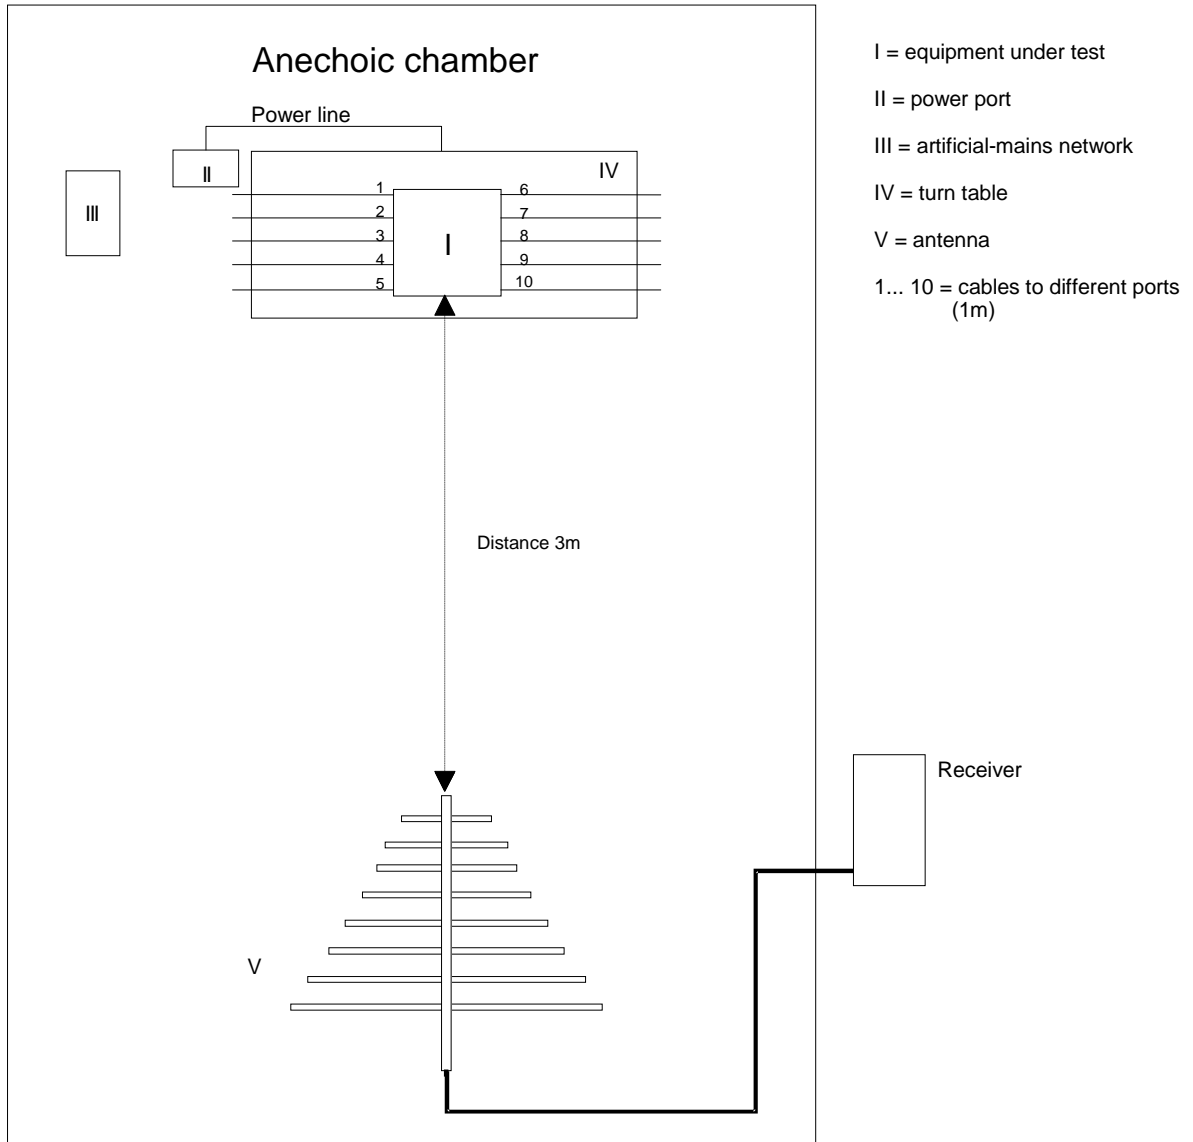 Anechoic chamber
Power line
II
IV
III
I
1
2
3
4
5
6
7
8
9
10
Distance 3m
V
Receiver
I = equipment under test
II = power port
III = artificial-mains network
IV = turn table
V = antenna
1... 10 = cables to different ports
(1m)